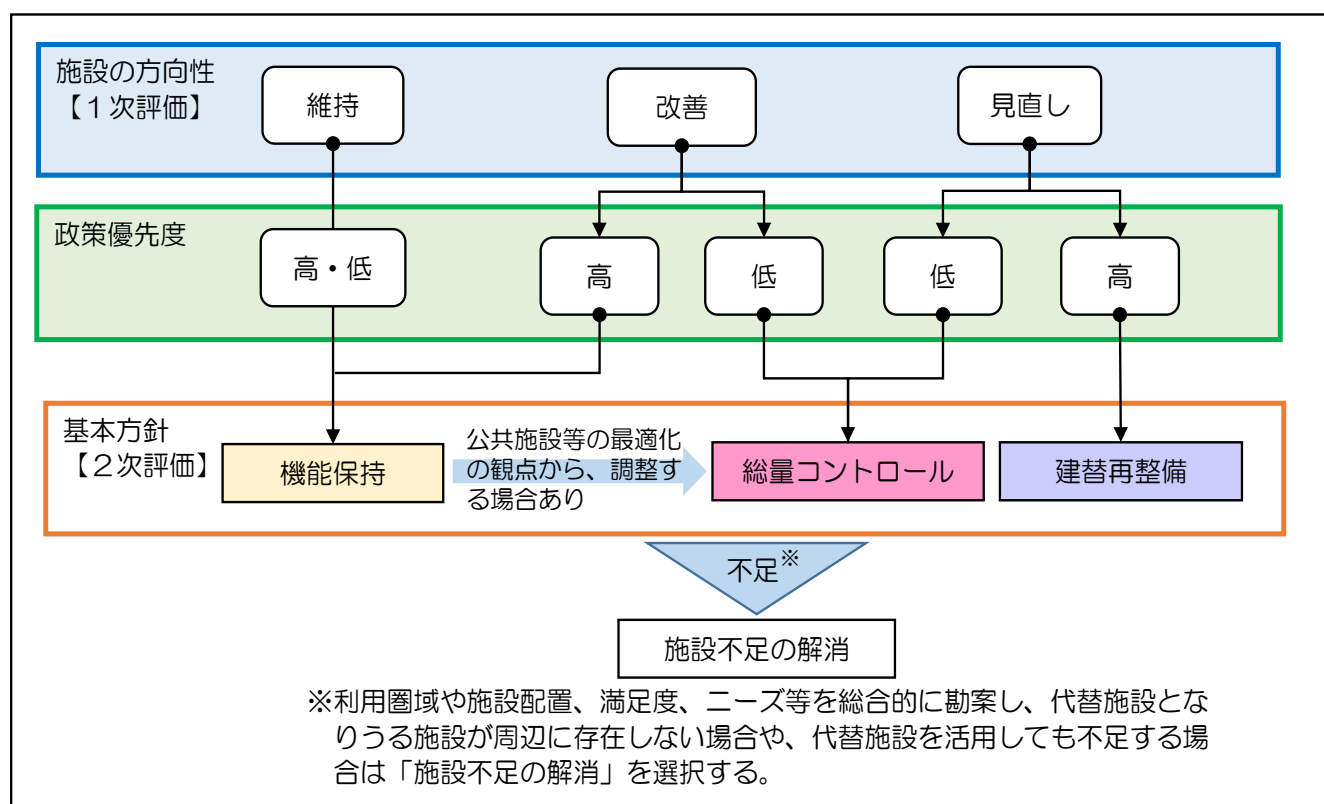 施設の方向性
【１次評価】
維持
改善
見直し
政策優先度
高・低
高
低
低
高
基本方針
【２次評価】
機能保持
公共施設等の最適化
の観点から、調整す
る場合あり
総量コントロール
建替再整備
不足※
施設不足の解消
※利用圏域や施設配置、満足度、ニーズ等を総合的に勘案し、代替施設とな
りうる施設が周辺に存在しない場合や、代替施設を活用しても不足する場
合は「施設不足の解消」を選択する。